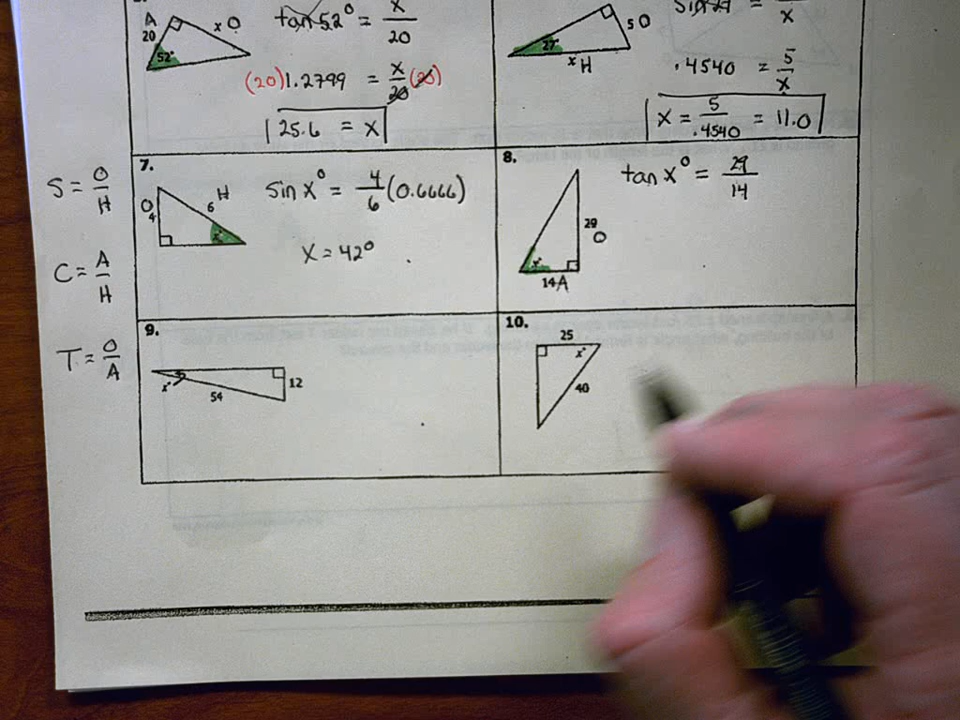 A
20
52°
x O
tan 52° = x/20
(20) 1.2799 = x/20 (20)
25.6 = x
27°
5 O
x H
sin 27 = /x
.4540 = 5/x
x = 5/.4540 = 11.0
S = O/H
C = A/H
T = O/A
7.
O
4
6 H
x°
sin x° = 4/6 (0.6666)
x = 42°
8.
x°
29
O
14 A
tan x° = 29/14
9.
x°
54
12
10.
25
x°
40